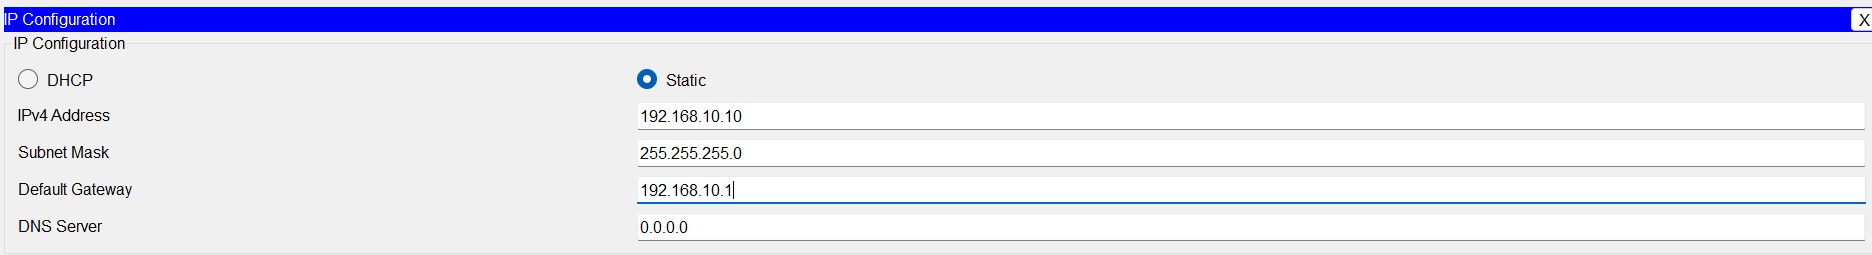 IP Configuration X
IP Configuration
DHCP Static
IPv4 Address 192.168.10.10
Subnet Mask 255.255.255.0
Default Gateway 192.168.10.1
DNS Server 0.0.0.0